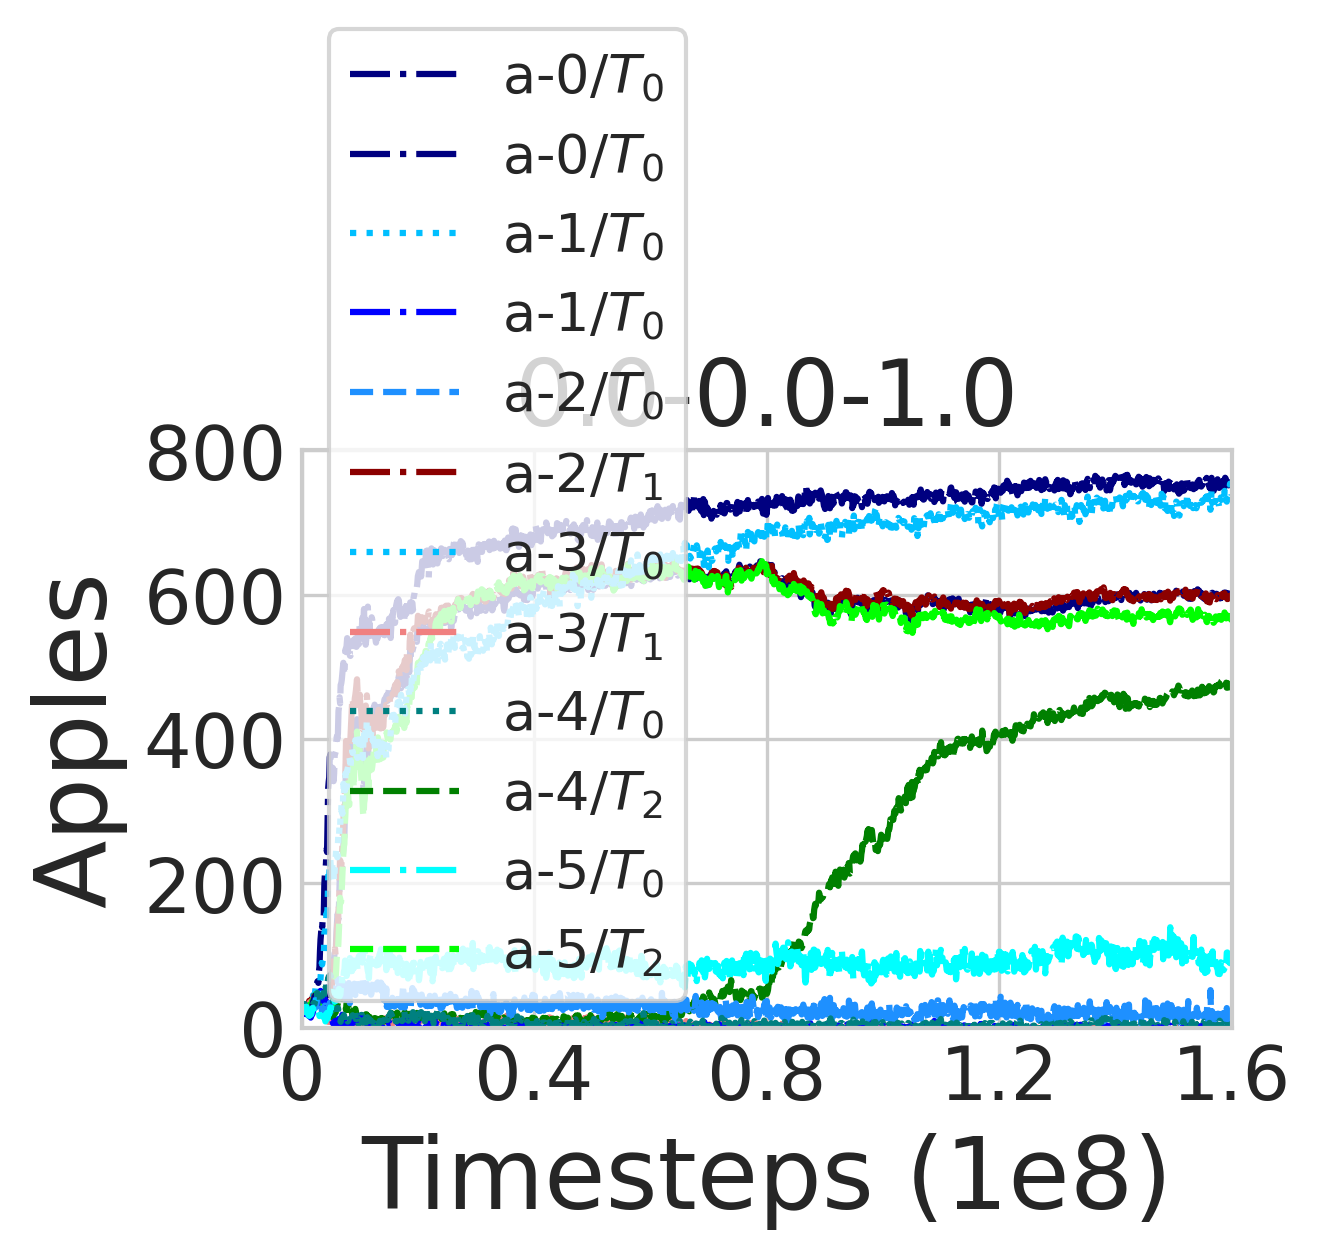 a-0/T0
a-0/T0
a-1/T0
a-1/T0
a-2/T0
a-2/T1
a-3/T0
a-3/T1
a-4/T0
a-4/T2
a-5/T0
a-5/T2
0.0-0.0-1.0
Apples
800
600
400
200
0
0 0.4 0.8 1.2 1.6
Timesteps (1e8)